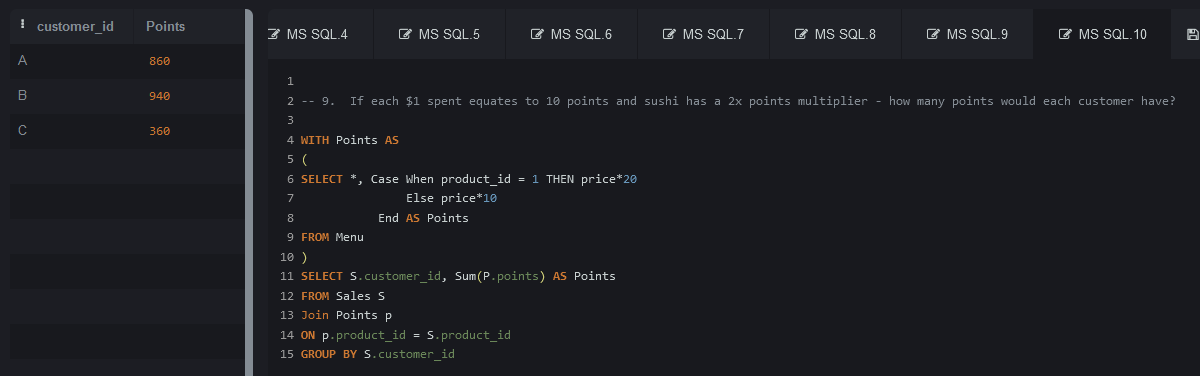 customer_id Points
A 860
B 940
C 360
MS SQL.4 MS SQL.5 MS SQL.6 MS SQL.7 MS SQL.8 MS SQL.9 MS SQL.10
1
2 -- 9.  If each $1 spent equates to 10 points and sushi has a 2x points multiplier - how many points would each customer have?
3
4 WITH Points AS
5 (
6 SELECT *, Case When product_id = 1 THEN price*20
7                Else price*10
8            End AS Points
9 FROM Menu
10 )
11 SELECT S.customer_id, Sum(P.points) AS Points
12 FROM Sales S
13 Join Points p
14 ON p.product_id = S.product_id
15 GROUP BY S.customer_id